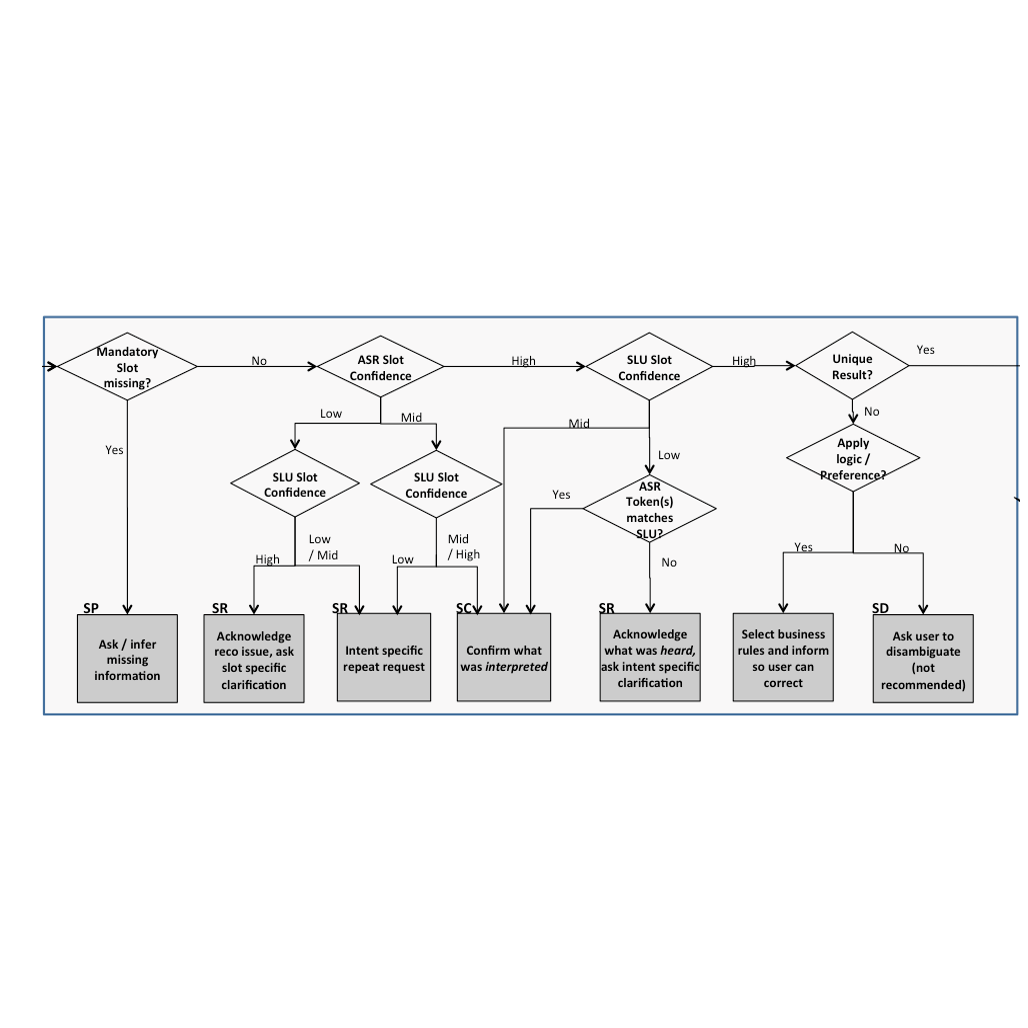 Mandatory
Slot
missing?
No
ASR Slot
Confidence
High
SLU Slot
Confidence
High
Unique
Result?
Yes
No
Yes
Low
Mid
Mid
Low
SLU Slot
Confidence
SLU Slot
Confidence
Yes
ASR
Token(s)
matches
SLU?
Apply
logic /
Preference?
High
Low
/ Mid
Low
Mid
/ High
No
Yes
No
SP
SR
SR
SC
SR
SD
Ask / infer
missing
information
Acknowledge
reco issue, ask
slot specific
clarification
Intent specific
repeat request
Confirm what
was interpreted
Acknowledge
what was heard,
ask intent specific
clarification
Select business
rules and inform
so user can
correct
Ask user to
disambiguate
(not
recommended)